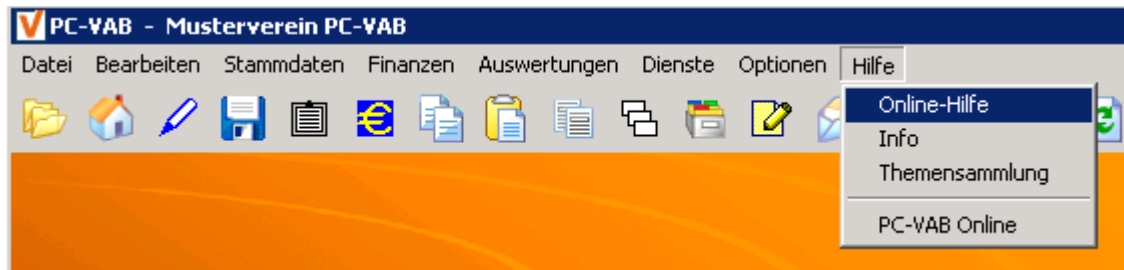 PC-VAB - Musterverein PC-VAB
Datei Bearbeiten Stammdaten Finanzen Auswertungen Dienste Optionen Hilfe
Online-Hilfe
Info
Themensammlung
PC-VAB Online